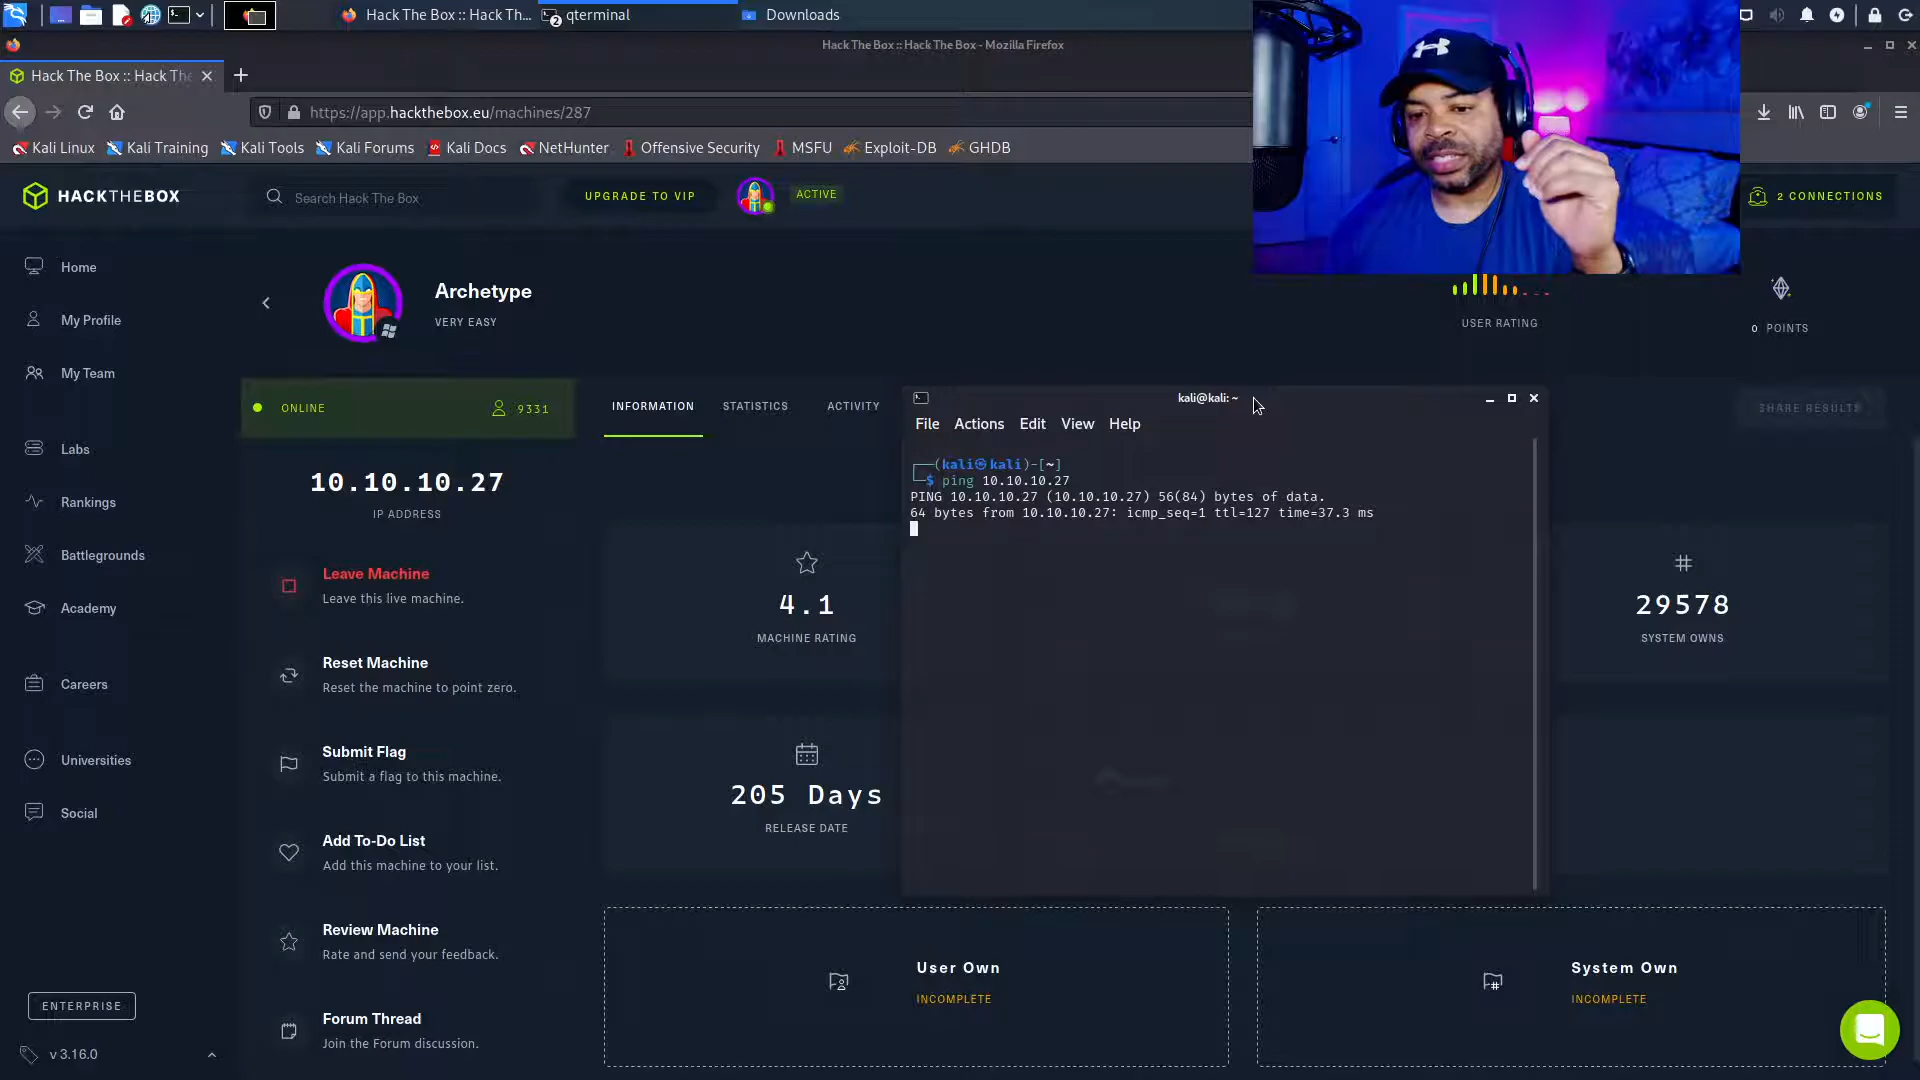 Hack The Box :: Hack Th...
2
qterminal
Downloads
Hack The Box :: Hack The Box - Mozilla Firefox
Hack The Box :: Hack The
https://app.hackthebox.eu/machines/287
Kali Linux
Kali Training
Kali Tools
Kali Forums
Kali Docs
NetHunter
Offensive Security
MSFU
Exploit-DB
GHDB
HACKTHEBOX
Search Hack The Box
UPGRADE TO VIP
ACTIVE
2 CONNECTIONS
Home
My Profile
My Team
Labs
Rankings
Battlegrounds
Academy
Careers
Universities
Social
ENTERPRISE
v 3.16.0
Archetype
VERY EASY
USER RATING
0 POINTS
ONLINE
9331
INFORMATION
STATISTICS
ACTIVITY
SHARE RESULTS
10.10.10.27
IP ADDRESS
Leave Machine
Leave this live machine.
Reset Machine
Reset the machine to point zero.
Submit Flag
Submit a flag to this machine.
Add To-Do List
Add this machine to your list.
Review Machine
Rate and send your feedback.
Forum Thread
Join the Forum discussion.
4.1
MACHINE RATING
29578
SYSTEM OWNS
205 Days
RELEASE DATE
User Own
INCOMPLETE
System Own
INCOMPLETE
kali@kali: ~
File Actions Edit View Help
┌──(kali㉿kali)-[~]
└─$ ping 10.10.10.27
PING 10.10.10.27 (10.10.10.27) 56(84) bytes of data.
64 bytes from 10.10.10.27: icmp_seq=1 ttl=127 time=37.3 ms